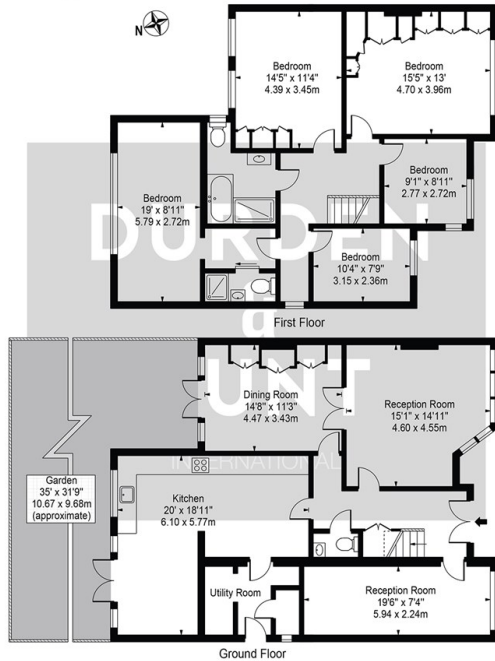 N
Bedroom
14'5" x 11'4"
4.39 x 3.45m
Bedroom
15'5" x 13'
4.70 x 3.96m
Bedroom
19' x 8'11"
5.79 x 2.72m
Bedroom
9'1" x 8'11"
2.77 x 2.72m
Bedroom
10'4" x 7'9"
3.15 x 2.36m
DURDEN
&
HUNT
INTERNATIONAL
First Floor
Dining Room
14'8" x 11'3"
4.47 x 3.43m
Reception Room
15'1" x 14'11"
4.60 x 4.55m
Garden
35' x 31'9"
10.67 x 9.68m
(approximate)
Kitchen
20' x 18'11"
6.10 x 5.77m
Utility Room
Reception Room
19'6" x 7'4"
5.94 x 2.24m
Ground Floor